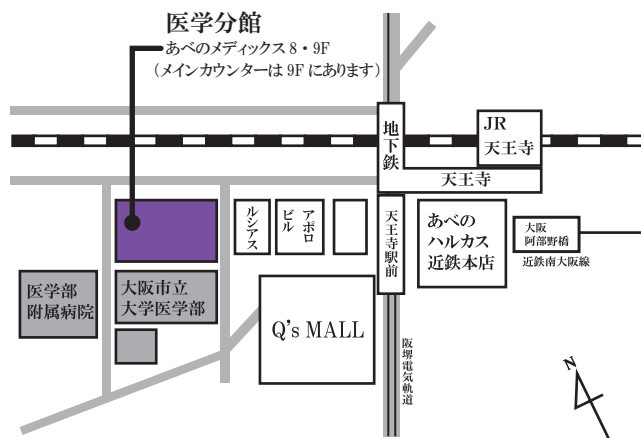 医学分館
あべのメディックス 8・9F
（メインカウンターは 9F にあります）
地下鉄
JR
天王寺
天王寺
ルシアス
アポロ
ビル
天王寺駅前
あべの
ハルカス
近鉄本店
大阪
阿部野橋
近鉄南大阪線
医学部
附属病院
大阪市立
大学医学部
Q's MALL
阪堺電気軌道
N